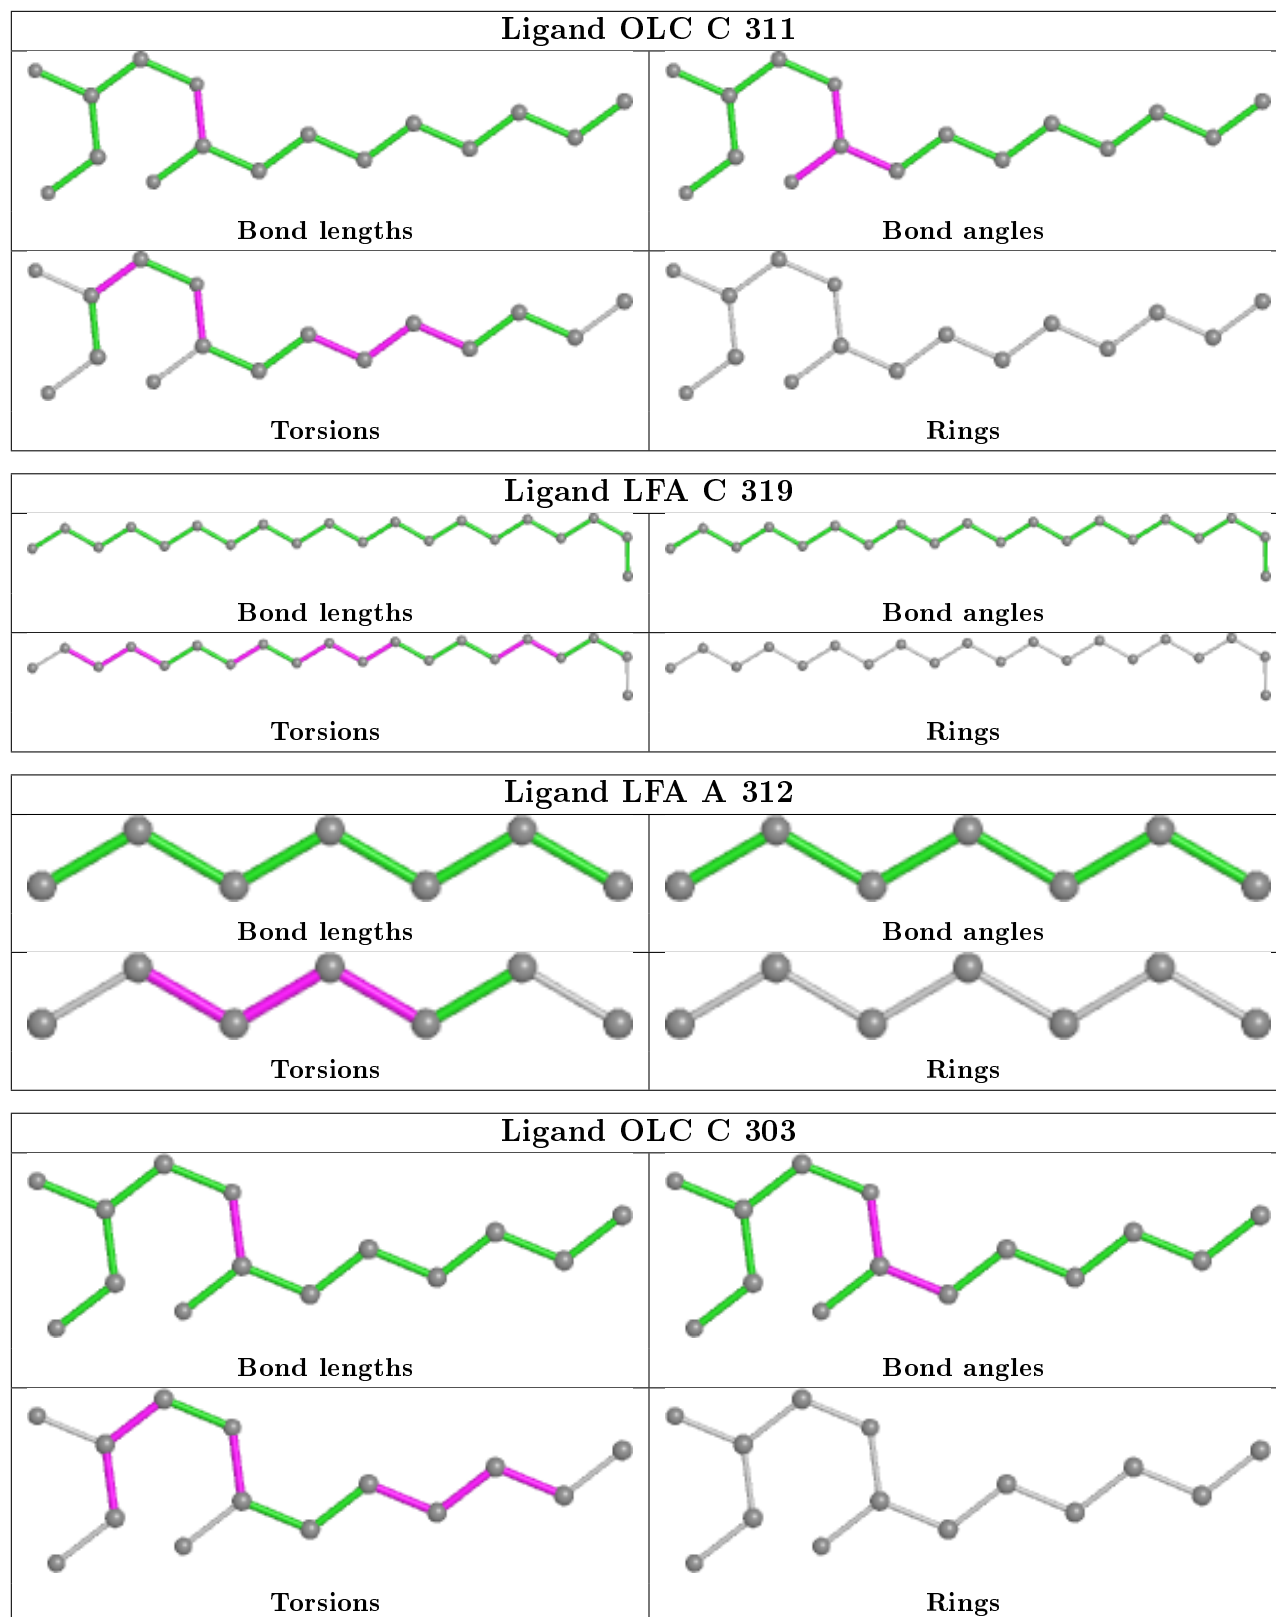 Ligand OLC C 311
Bond lengths
Bond angles
Torsions
Rings
Ligand LFA C 319
Bond lengths
Bond angles
Torsions
Rings
Ligand LFA A 312
Bond lengths
Bond angles
Torsions
Rings
Ligand OLC C 303
Bond lengths
Bond angles
Torsions
Rings